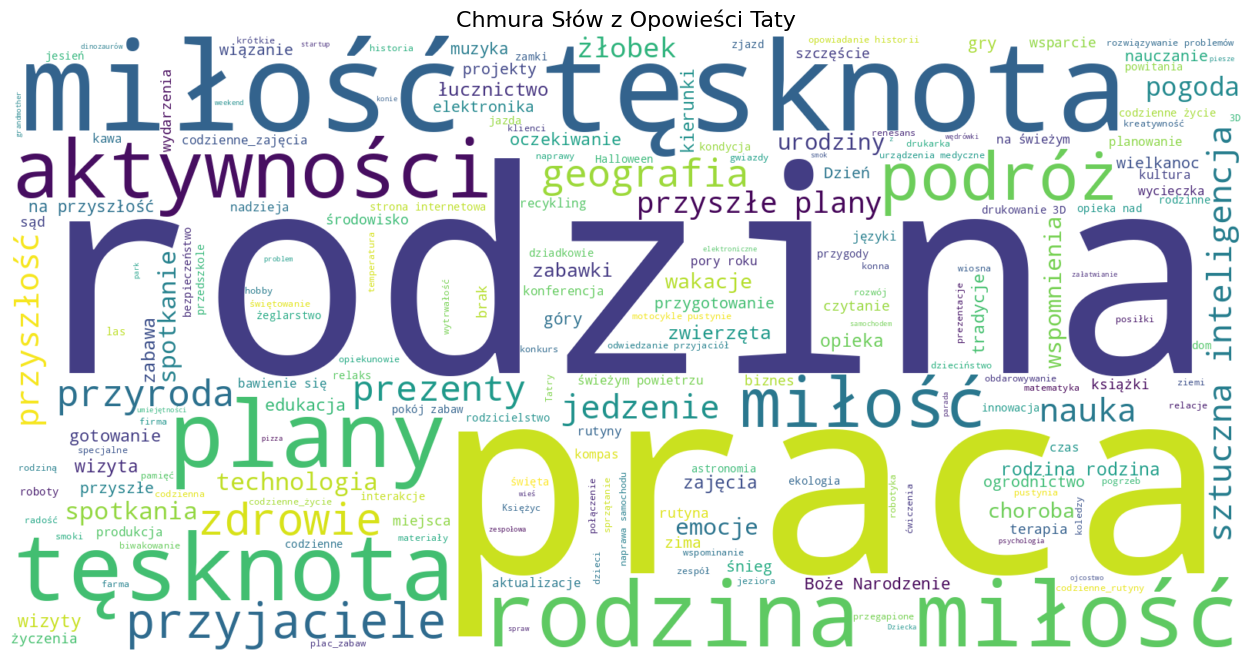 Chmura Słów z Opowieści Taty
dinozaurów
krótkie
startup
jesień
wiązanie
historia
zamki
muzyka
żłobek
zjazd
opowiadanie historii
szczęście
gry
wsparcie
rozwiązywanie problemów
nauczanie
piesze
powitania
miłość tęsknota
projekty
łucznictwo
elektronika
jazda
klienci
konie
weekend
grandmother
wydarzenia
kierunki
pogoda
codzienne życie
3D
kreatywność
kawa
codzienne_zajęcia
oczekiwanie
kondycja
urodziny
renesans
wędrówki
drukarka
z
na świeżym
planowanie
aktywności
naprawy
Halloween
gwiazdy
smok
urządzenia medyczne
wielkanoc
kultura
geografia
Dzień
podróż
wycieczka
rodzinne
na przyszłość
nadzieja
strona internetowa
recykling
przyszłe plany
drukowanie 3D
opieka nad
sąd
środowisko
rodzina
sztuczna inteligencja
przyszłość
spotkanie
zabawa
bezpieczeństwo
przedszkole
park
problem
temperatura
dziadkowie
elektroniczne
języki
pory roku
przygody
zabawki
konferencja
wakacje
konna
wiosna
załatwianie
wspomnienia
hobby
świętowanie
żeglarstwo
wytrwałość
brak
przygotowanie
rozwój
czytanie
prezentacje
tradycje
posiłki
las
góry
motocykle pustynie
zwierzęta
samochodem
opieka
konkurs
odwiedzanie przyjaciół
dom
opiekunowie
dzieciństwo
relaks
przyroda
bawienie się
prezenty
Tatry
świeżym powietrzu
biznes
obdarowywanie
matematyka
książki
ziemi
miłość
parada
umiejętności
firma
edukacja
pokój zabaw
rodzicielstwo
jedzenie
innowacja
nauka
relacje
plany
praca
gotowanie
specjalne
pizza
rutyny
czas
rodziną
wizyta
pamięć
technologia
kompas
astronomia
rodzina rodzina
roboty
przyszłe
codzienna
codzienne_życie
interakcje
święta
wieś
Księżyc
połączenie
sprzątanie
naprawa samochodu
zajęcia
ekologia
robotyka
ogrodnictwo
pustynia
pogrzeb
radość
spotkania
zdrowie
miejsca
rutyna
choroba
ćwiczenia
koledzy
smoki
produkcja
materiały
zespołowa
emocje
terapia
biwakowanie
codzienne
zima
psychologia
wspominanie
tęsknota
farma
aktualizacje
dzieci
zespół
śnieg
jeziora
Boże Narodzenie
ojcostwo
codzienne_rutyny
wizyty
życzenia
przyjaciele
plac_zabaw
spraw
rodzina miłość
przegapione
Dziecka